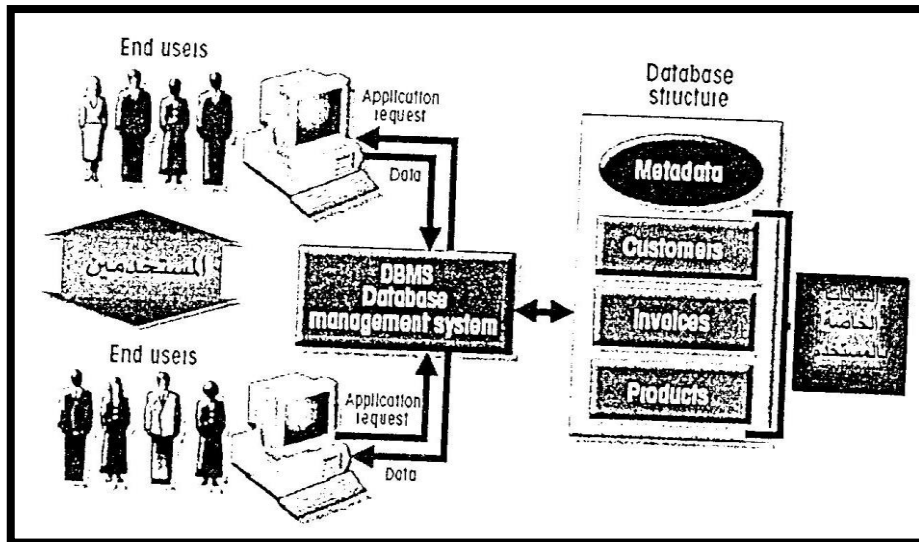 End users
Application
request
Data
المستخدمين
DBMS
Database
management system
End users
Application
request
Data
Database
structure
Metadata
Customers
Invoices
Products
البيانات
الخاصة
للمستخدم